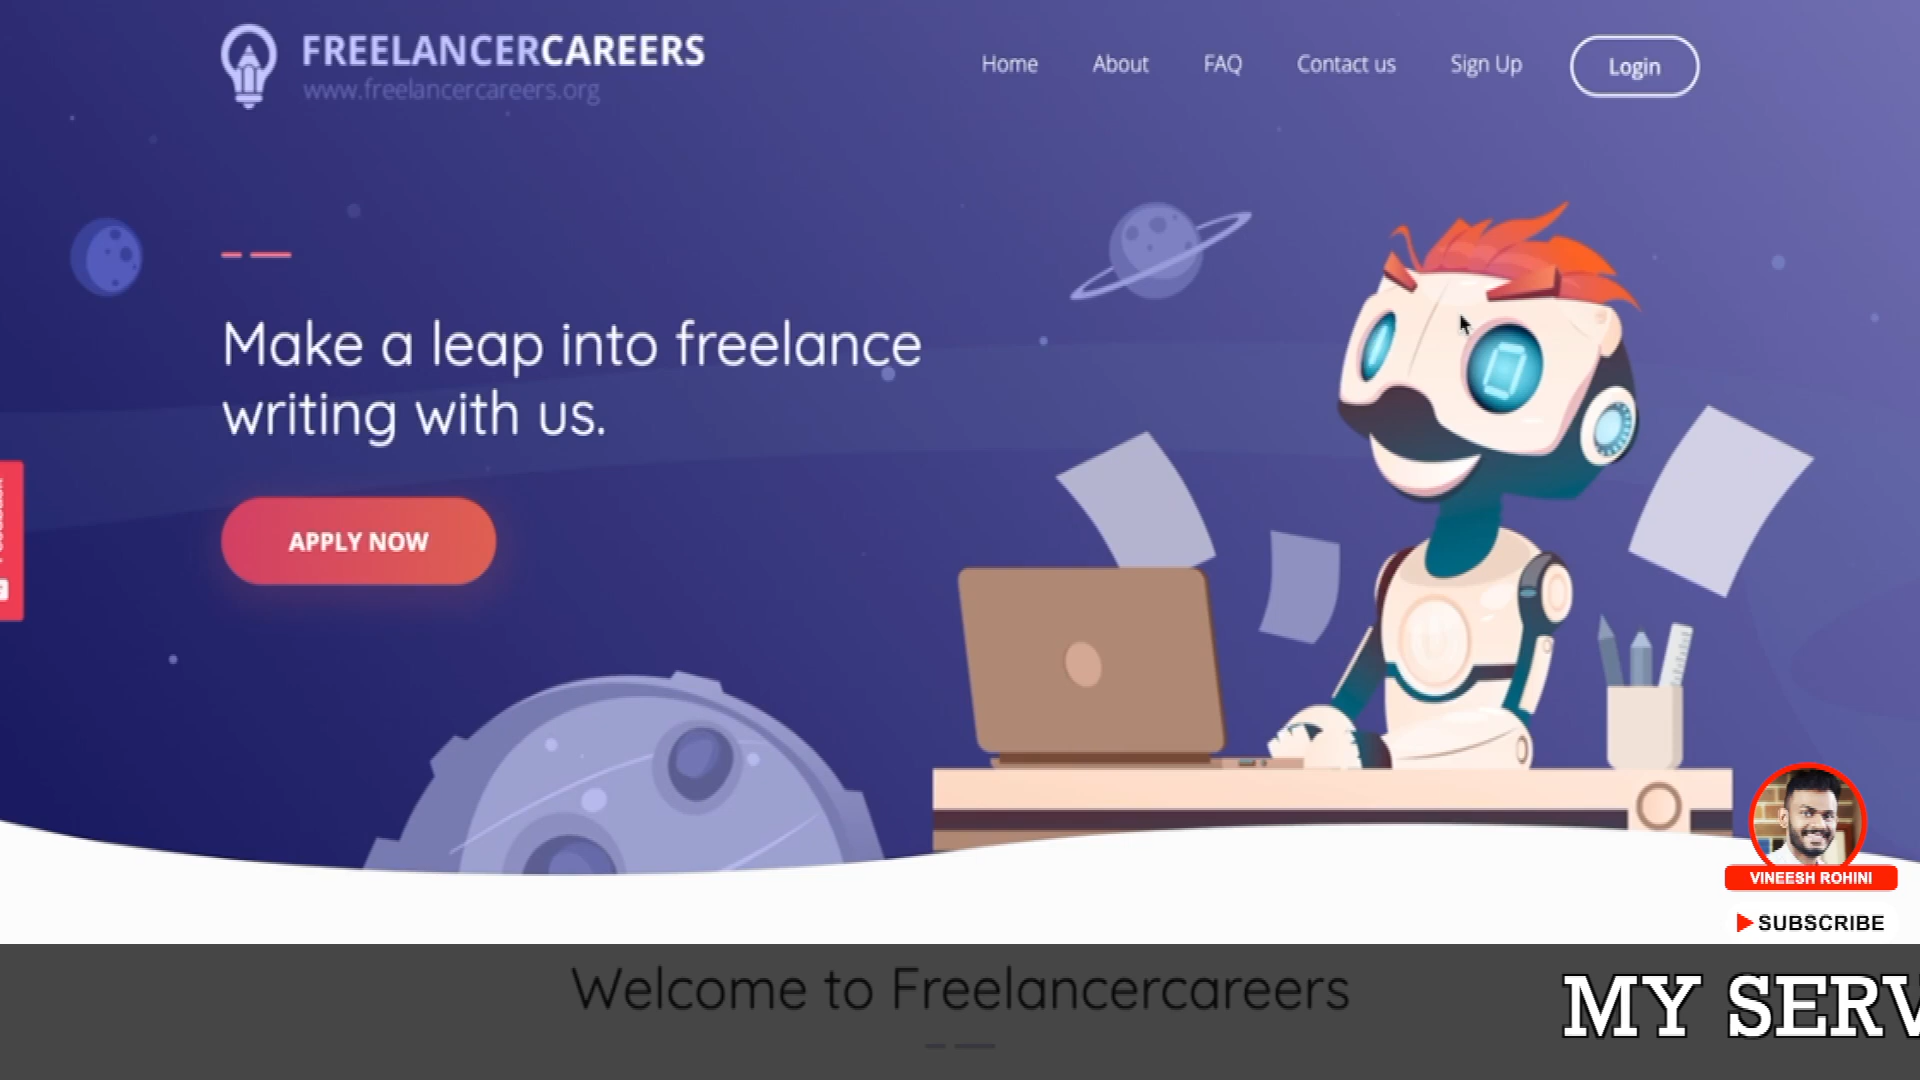 FREELANCERCAREERS
www.freelancercareers.org
Home
About
FAQ
Contact us
Sign Up
Login
Make a leap into freelance
writing with us.
APPLY NOW
VINEESH ROHINI
SUBSCRIBE
Welcome to Freelancercareers
MY SERV